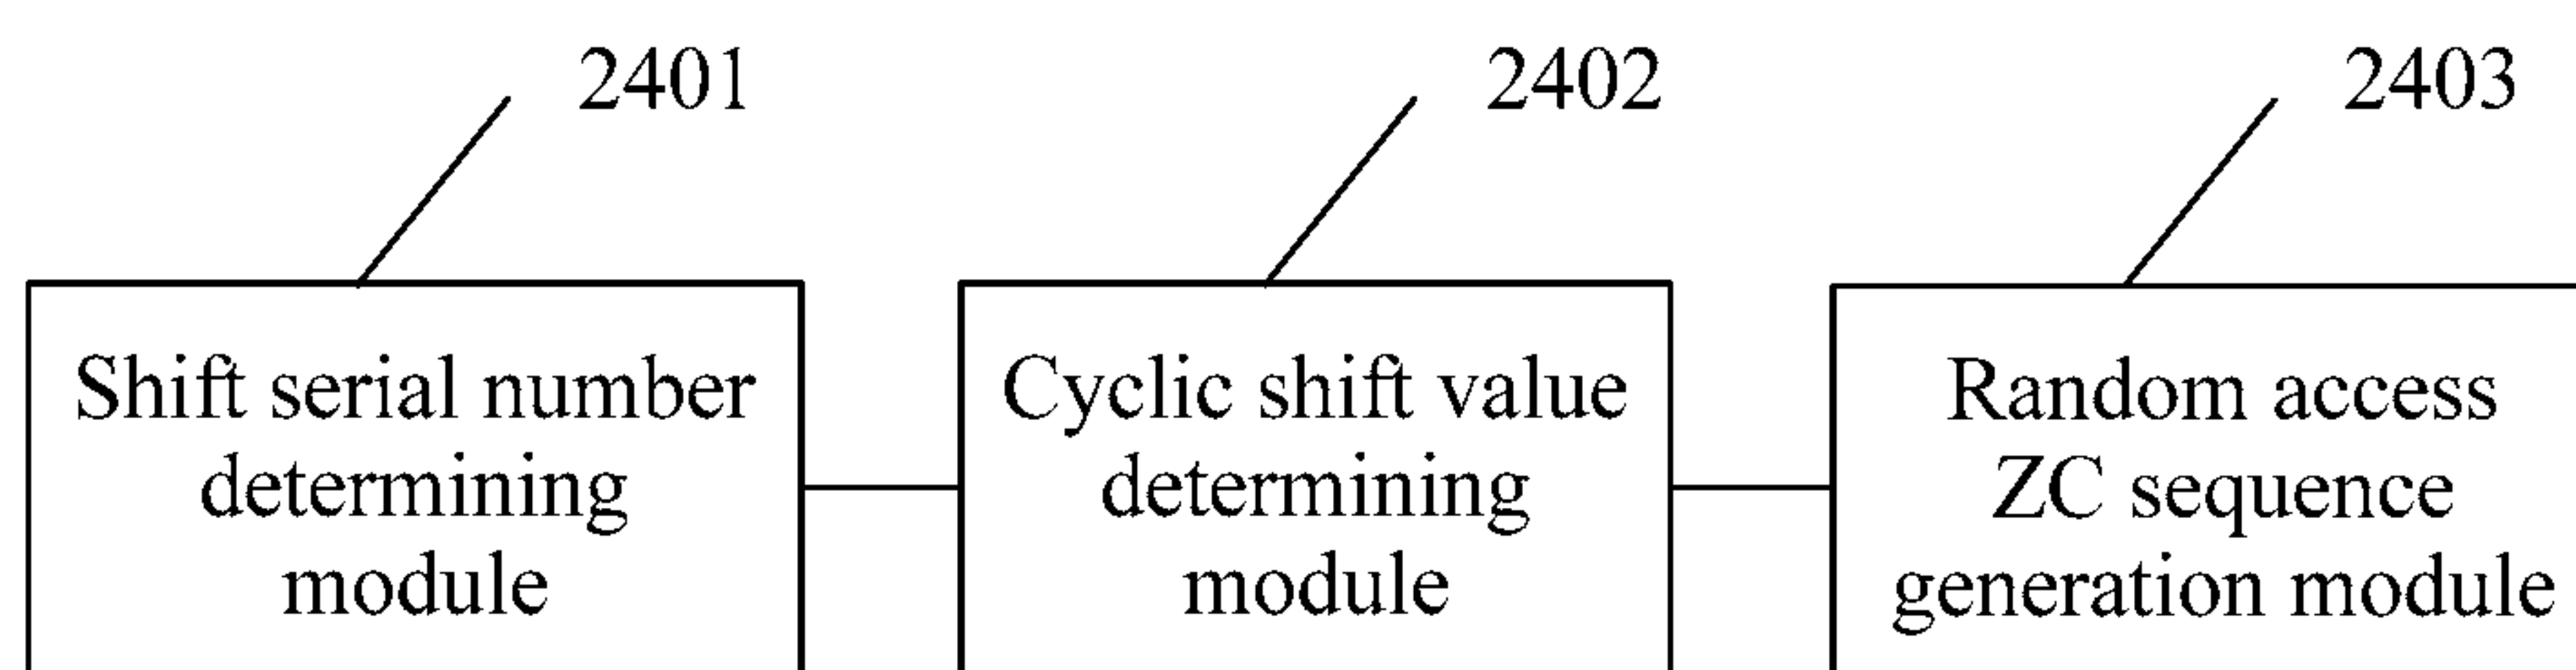 2401
2402
2403
Shift serial number
determining
module
Cyclic shift value
determining
module
Random access
ZC sequence
generation module